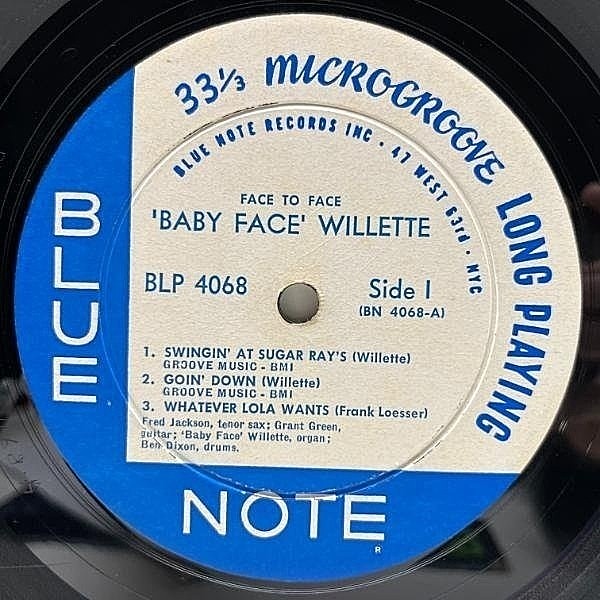 33⅓ MICROGROOVE LONG PLAYING
BLUE NOTE RECORDS INC · 47 WEST 63rd · NYC
FACE TO FACE
'BABY FACE' WILLETTE
BLP 4068
Side 1
(BN 4068-A)
1. SWINGIN' AT SUGAR RAY'S (Willette)
GROOVE MUSIC - BMI
2. GOIN' DOWN (Willette)
GROOVE MUSIC - BMI
3. WHATEVER LOLA WANTS (Frank Loesser)
Fred Jackson, tenor sax; Grant Green,
guitar; 'Baby Face' Willette, organ;
Ben Dixon, drums.
BLUE
NOTE
R